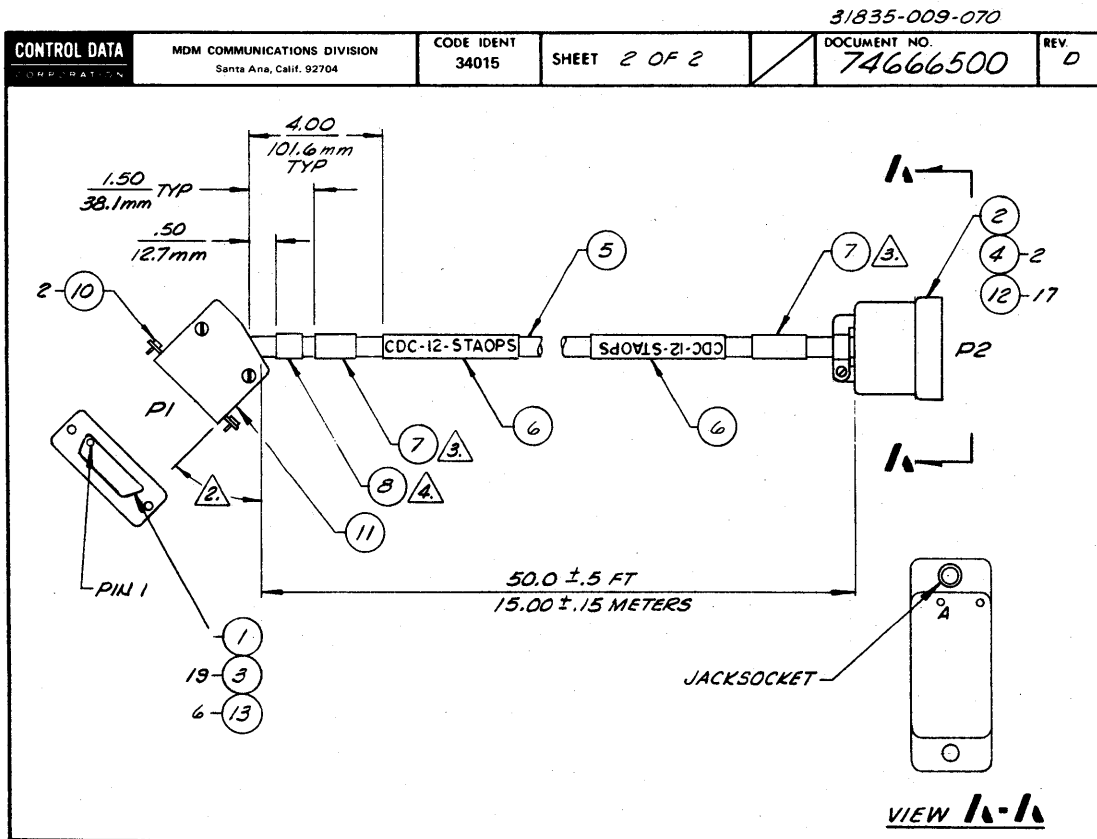 31835-009-070
CONTROL DATA
CORPORATION
MDM COMMUNICATIONS DIVISION
Santa Ana, Calif. 92704
CODE IDENT
34015
SHEET 2 OF 2
DOCUMENT NO.
74666500
REV.
D
4.00
101.6mm
TYP
1.50 TYP
38.1mm
.50
12.7mm
2-10
P1
PIN 1
1
19-3
6-13
2.
CDC-12-STAOPS
5
6
7 3.
8 4.
11
CDC-12-STAOPS
6
7 3.
A
2
4-2
12-17
P2
A
50.0 ±.5 FT
15.00 ±.15 METERS
JACKSOCKET
A
VIEW A-A